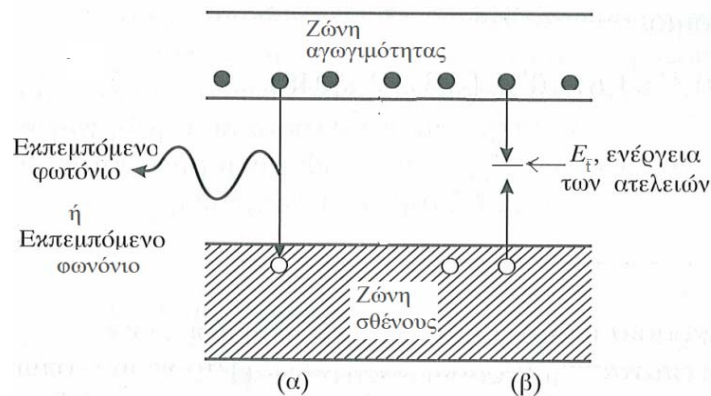 Ζώνη
αγωγιμότητας
Εκπεμπόμενο
φωτόνιο
ή
Εκπεμπόμενο
φωνόνιο
E_t, ενέργεια
των ατελειών
Ζώνη
σθένους
(α)
(β)